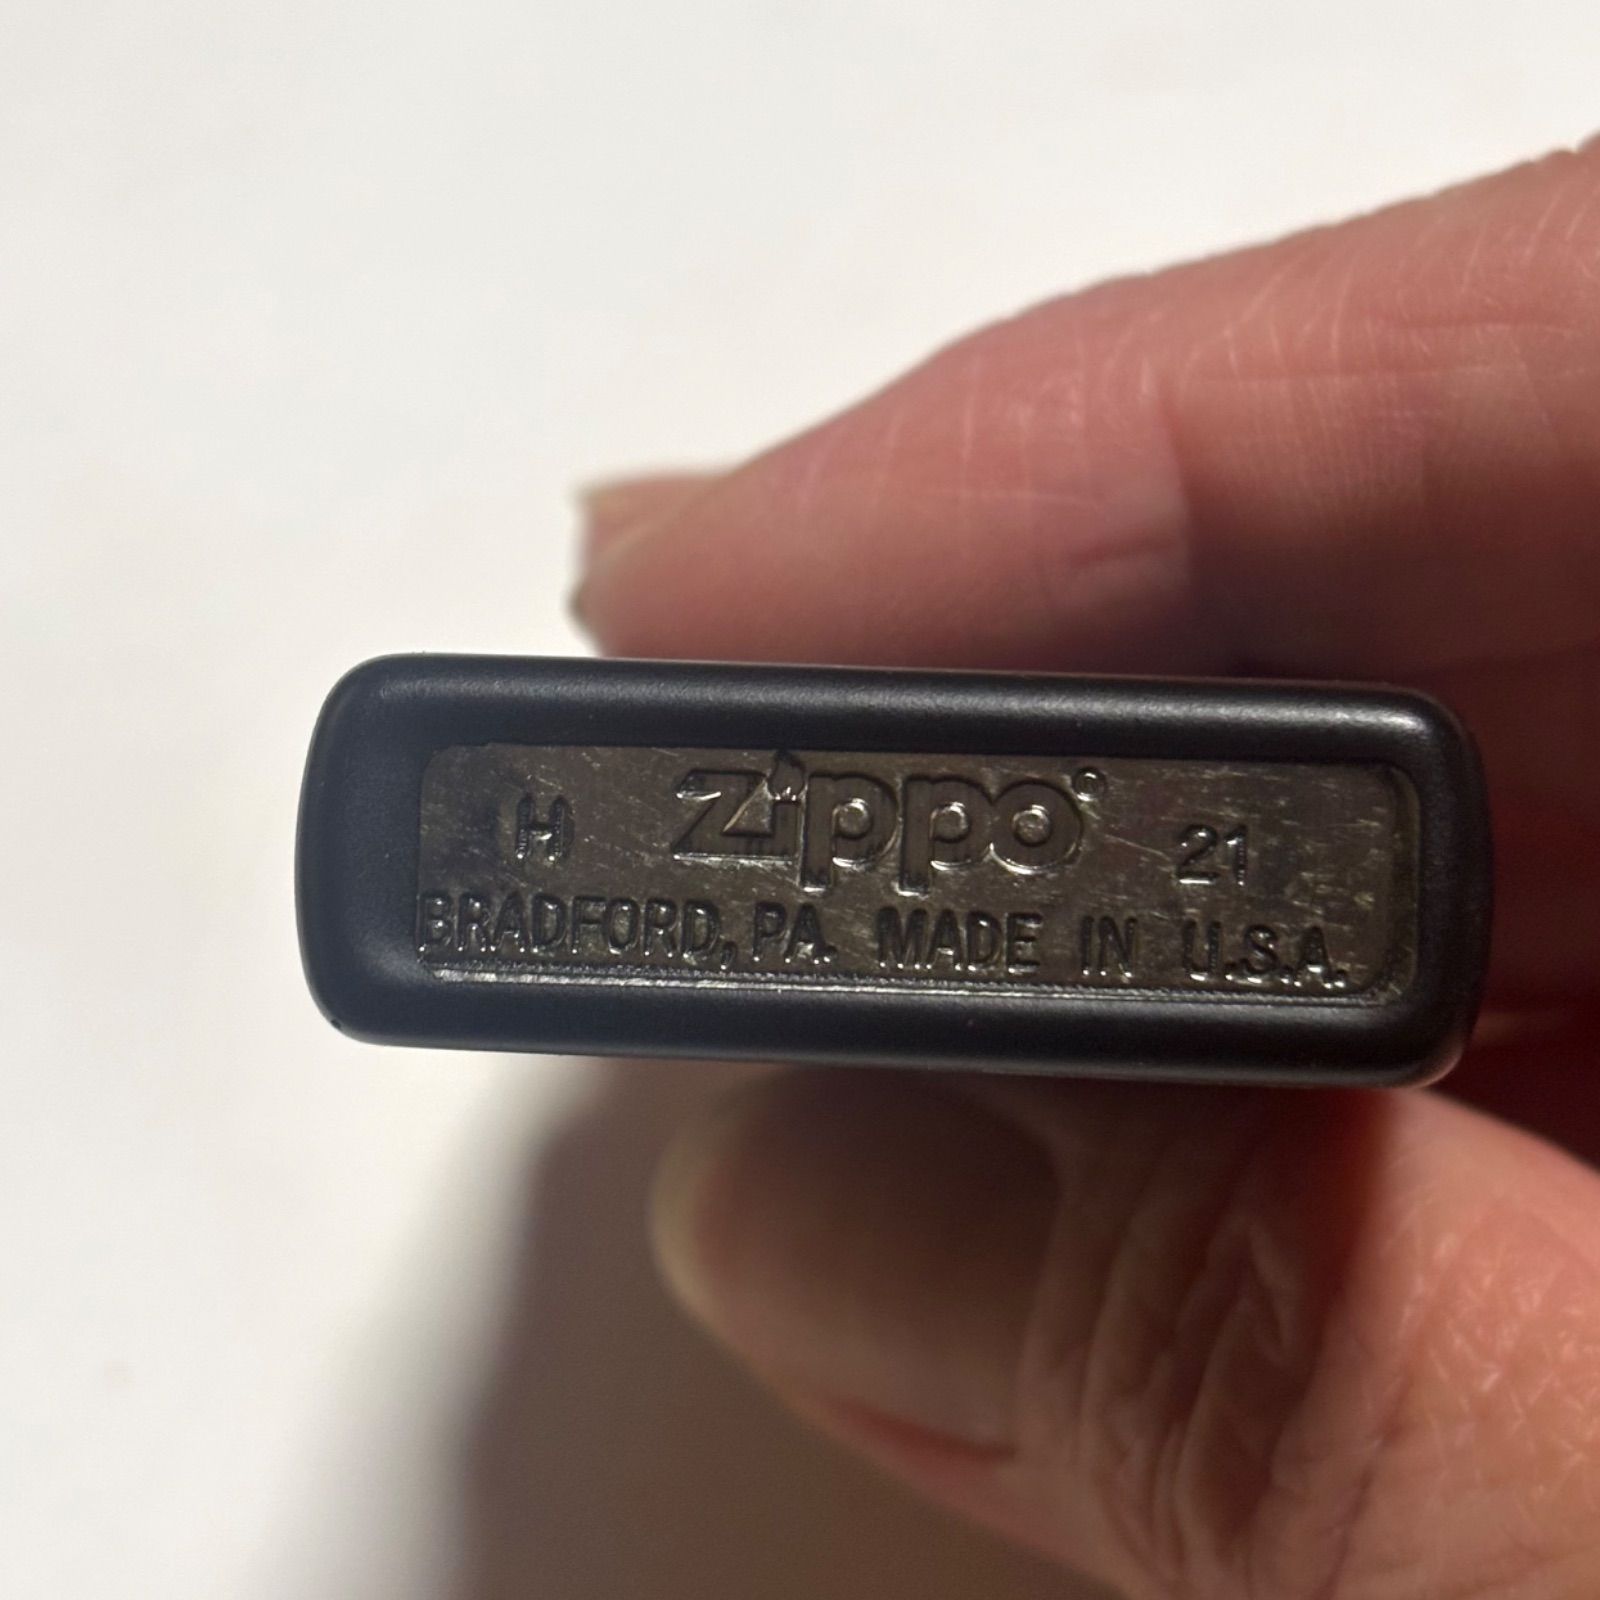 H zippo® 21
BRADFORD, PA. MADE IN U.S.A.